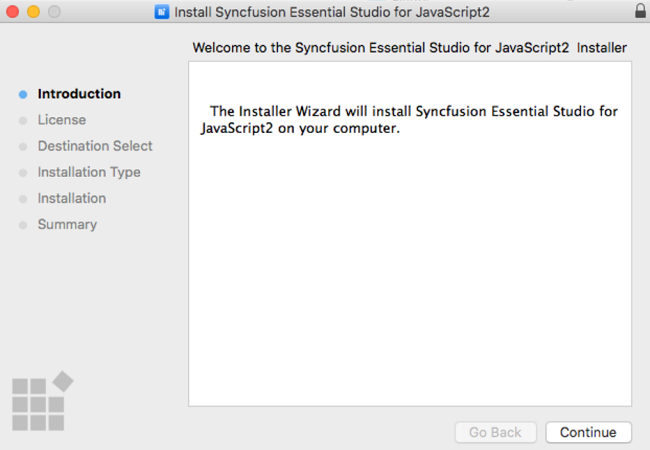 Install Syncfusion Essential Studio for JavaScript2
Welcome to the Syncfusion Essential Studio for JavaScript2 Installer
Introduction
License
Destination Select
Installation Type
Installation
Summary
The Installer Wizard will install Syncfusion Essential Studio for
JavaScript2 on your computer.
Go Back
Continue